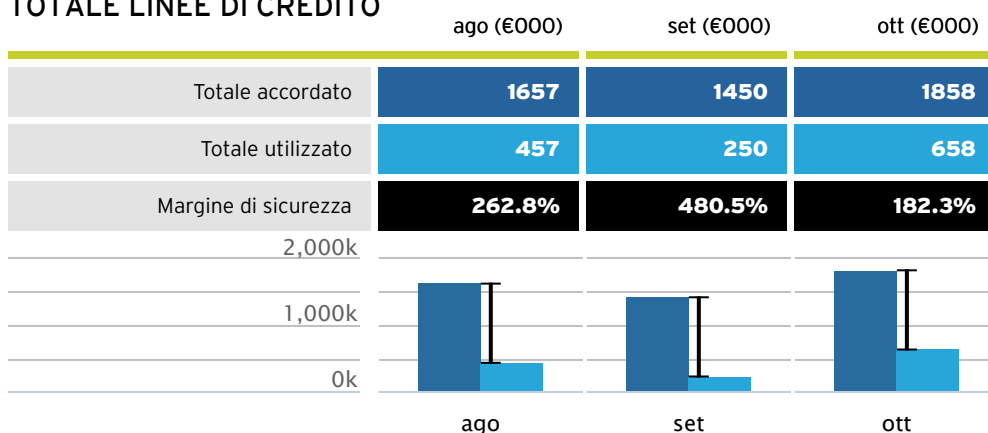 TOTALE LINEE DI CREDITO
ago (€000) set (€000) ott (€000)
Totale accordato 1657 1450 1858
Totale utilizzato 457 250 658
Margine di sicurezza 262.8% 480.5% 182.3%
2,000k
1,000k
0k
ago set ott